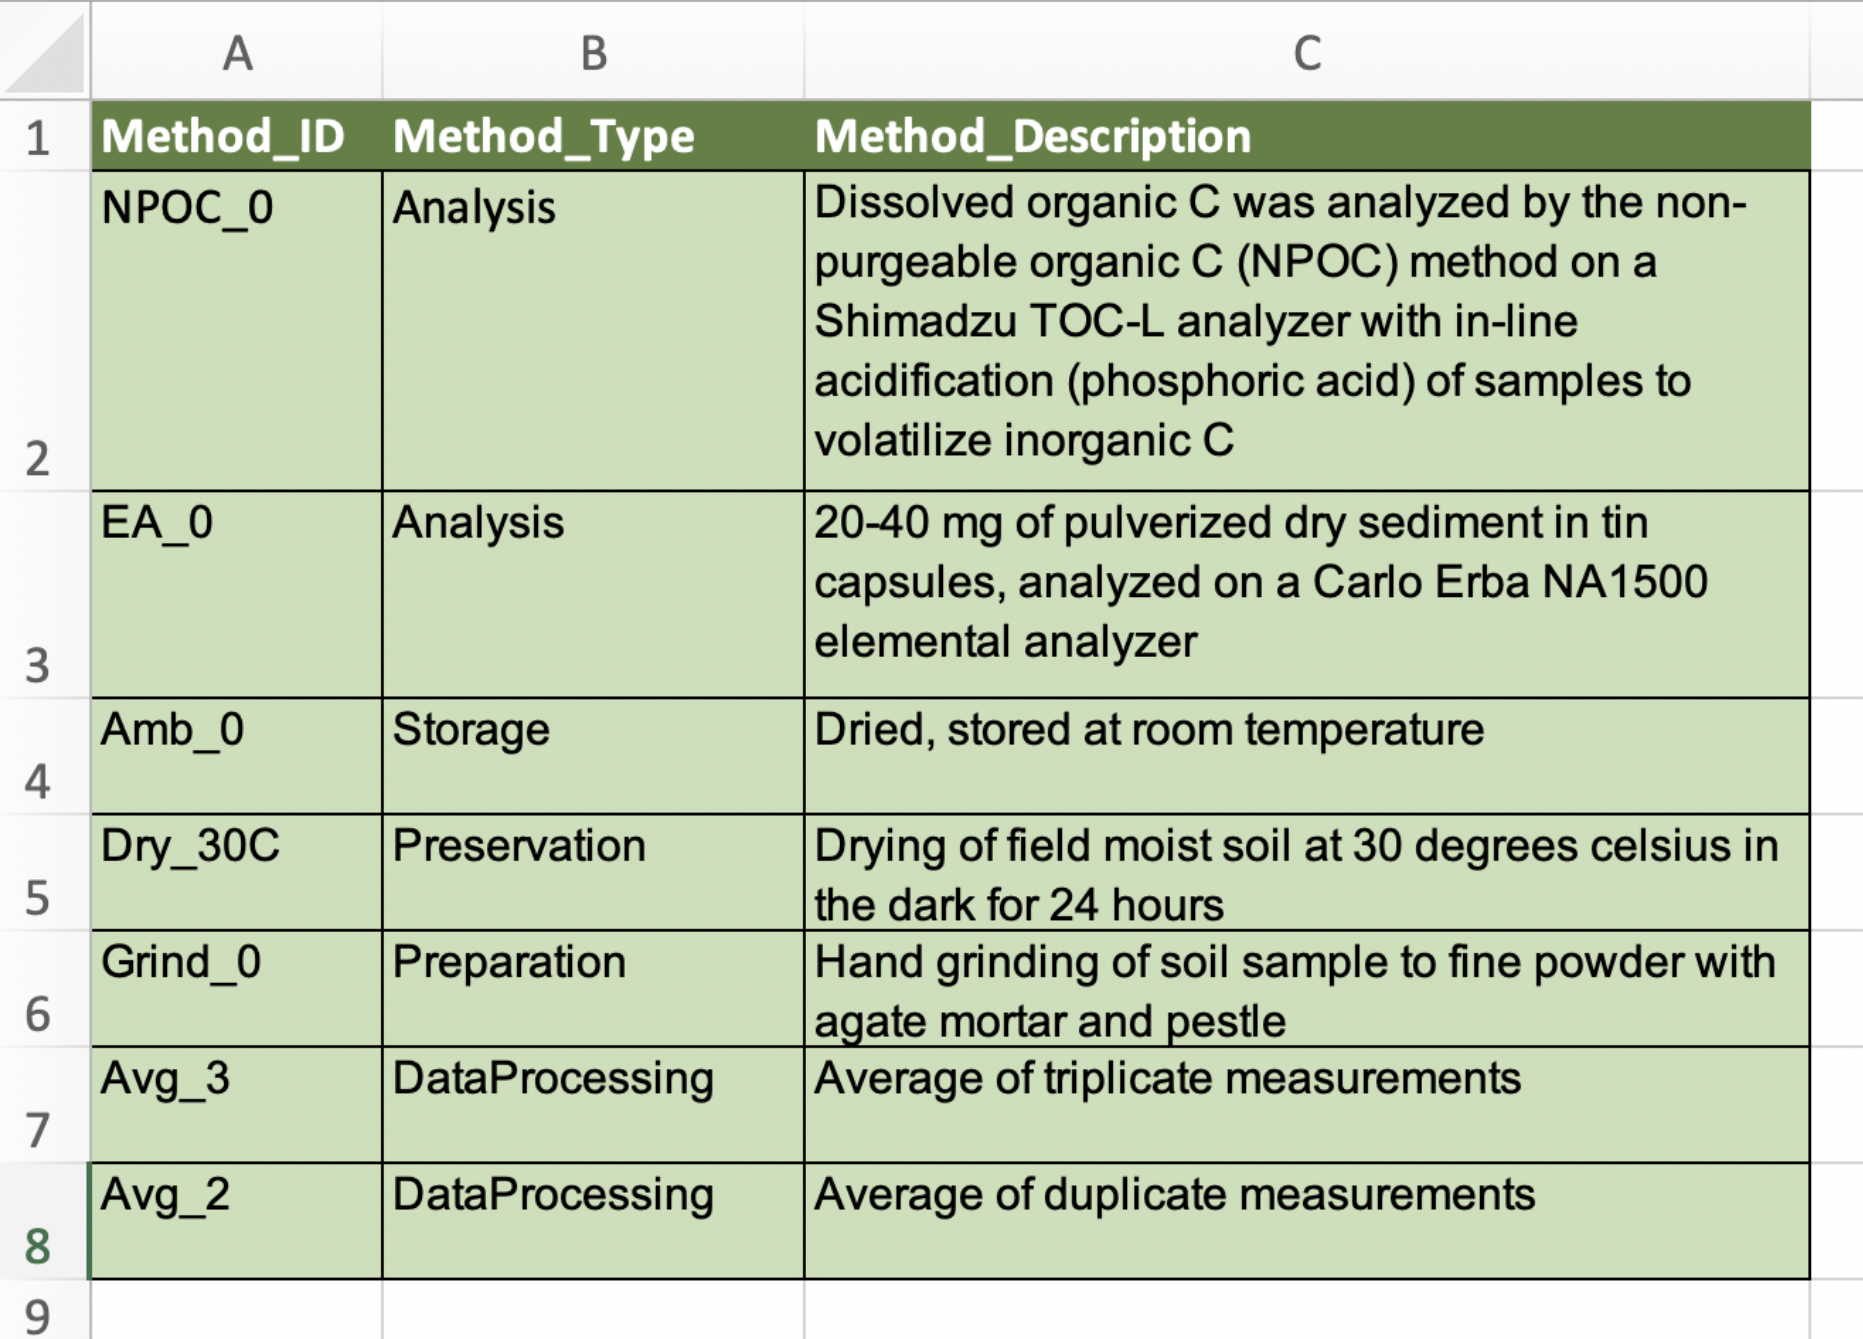 A B C
1 Method_ID Method_Type Method_Description
NPOC_0 Analysis Dissolved organic C was analyzed by the non-
purgeable organic C (NPOC) method on a
Shimadzu TOC-L analyzer with in-line
acidification (phosphoric acid) of samples to
2 volatilize inorganic C
EA_0 Analysis 20-40 mg of pulverized dry sediment in tin
capsules, analyzed on a Carlo Erba NA1500
3 elemental analyzer
Amb_0 Storage Dried, stored at room temperature
4
Dry_30C Preservation Drying of field moist soil at 30 degrees celsius in
5 the dark for 24 hours
Grind_0 Preparation Hand grinding of soil sample to fine powder with
6 agate mortar and pestle
Avg_3 DataProcessing Average of triplicate measurements
7
Avg_2 DataProcessing Average of duplicate measurements
8
9